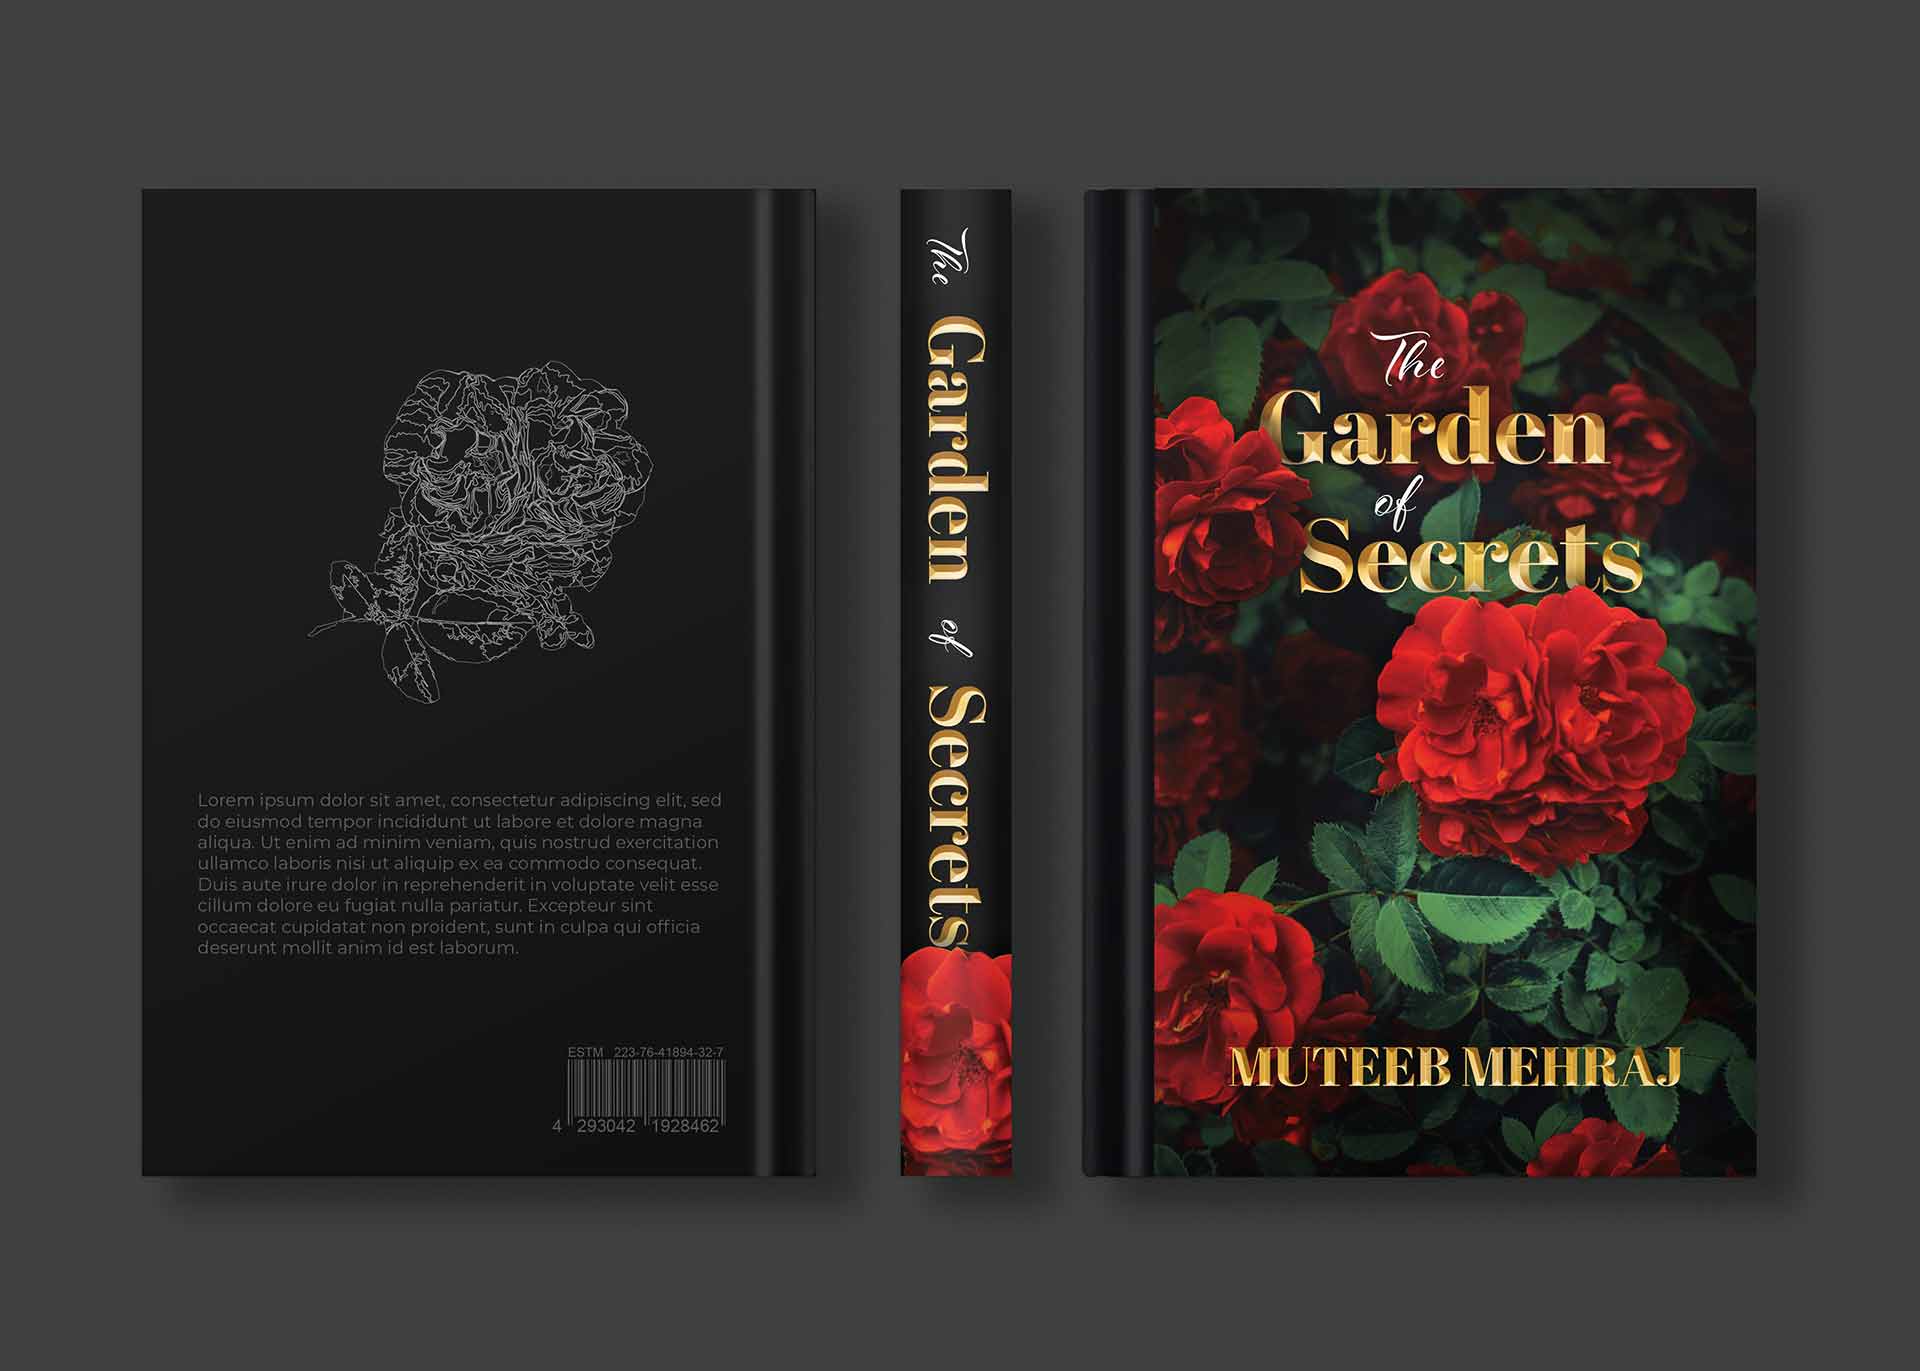 Lorem ipsum dolor sit amet, consectetur adipiscing elit, sed
do eiusmod tempor incididunt ut labore et dolore magna
aliqua. Ut enim ad minim veniam, quis nostrud exercitation
ullamco laboris nisi ut aliquip ex ea commodo consequat.
Duis aute irure dolor in reprehenderit in voluptate velit esse
cillum dolore eu fugiat nulla pariatur. Excepteur sint
occaecat cupidatat non proident, sunt in culpa qui officia
deserunt mollit anim id est laborum.
ESTM 223-76-41894-32-7
4 293042 1928462
The Garden of Secrets
The
Garden
of
Secrets
MUTEEB MEHRAJ